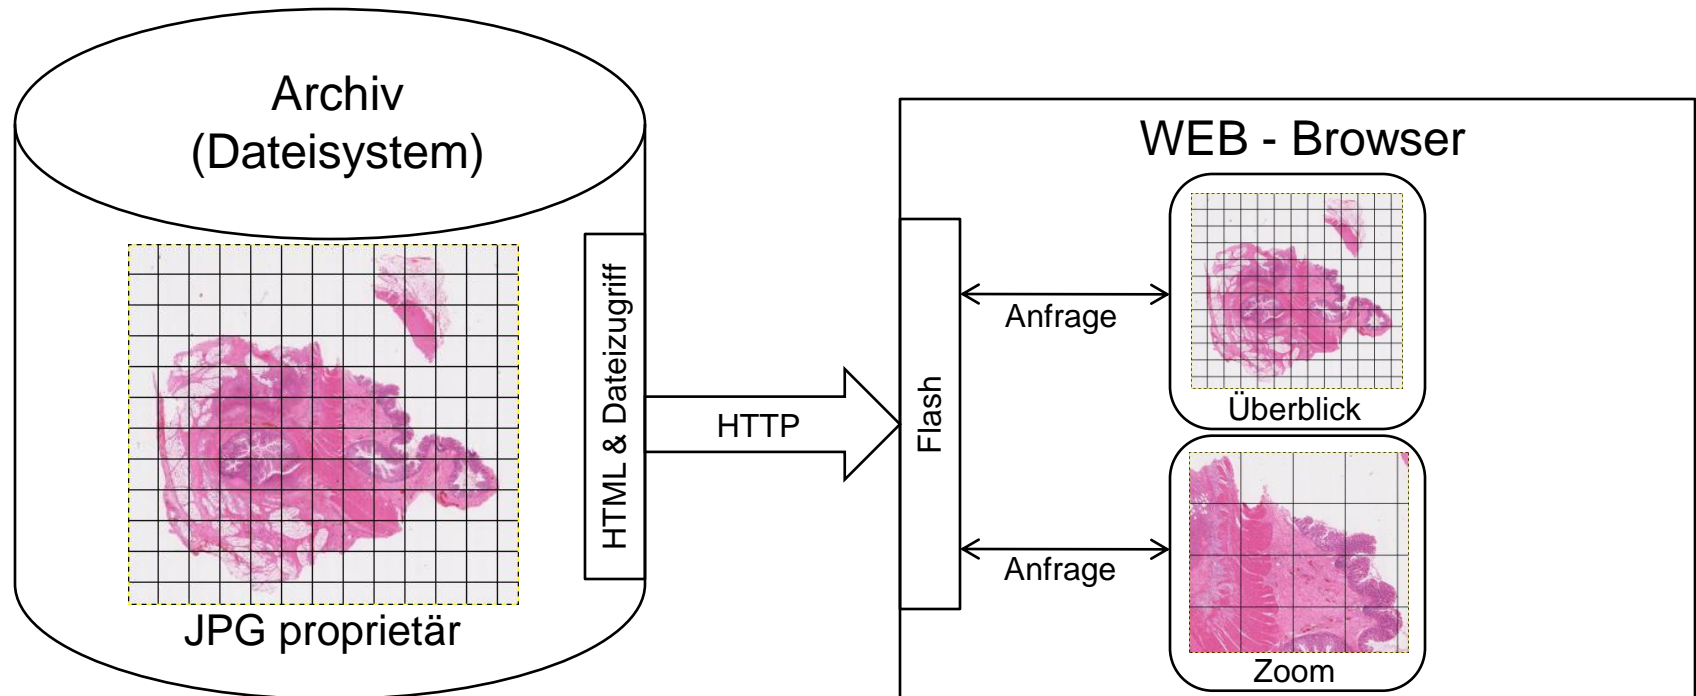 Archiv
(Dateisystem)
JPG proprietär
HTML & Dateizugriff
HTTP
WEB - Browser
Flash
Anfrage
Überblick
Anfrage
Zoom